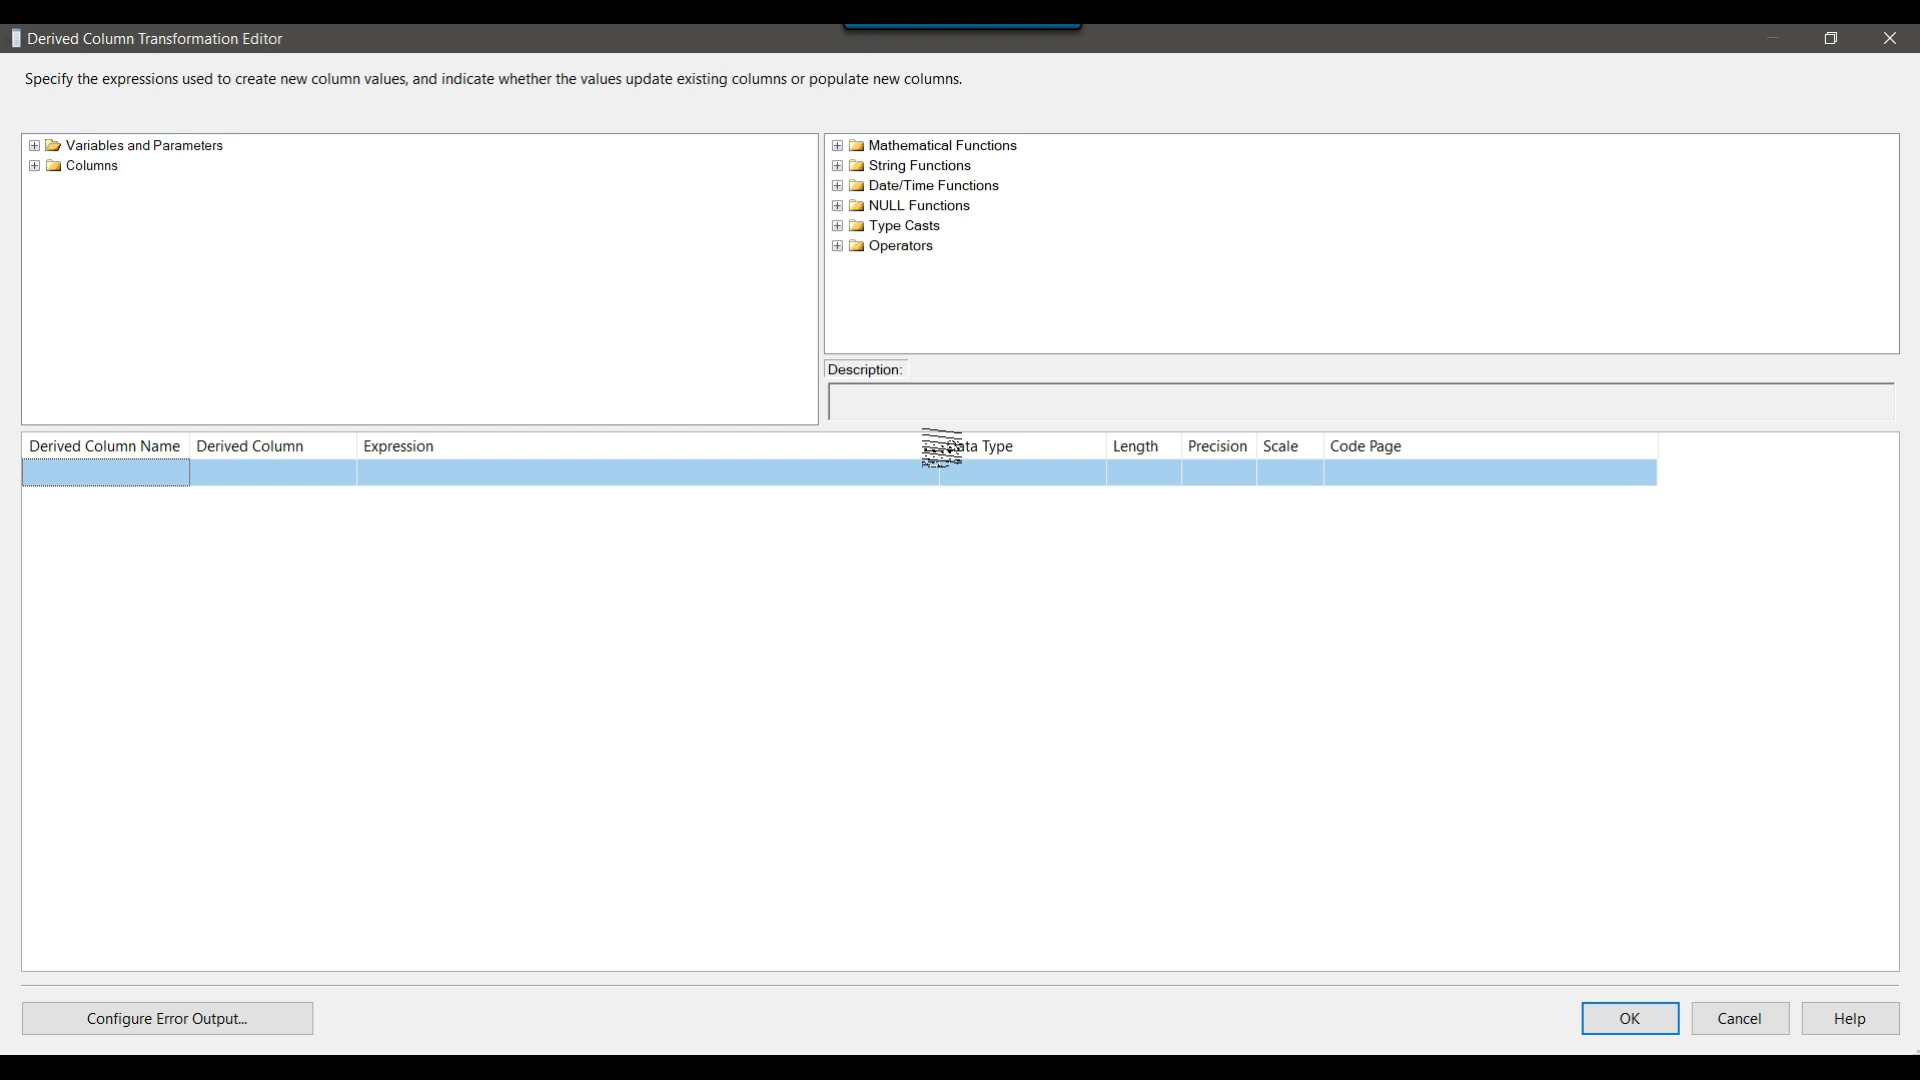 Derived Column Transformation Editor
Specify the expressions used to create new column values, and indicate whether the values update existing columns or populate new columns.
Variables and Parameters
Columns
Mathematical Functions
String Functions
Date/Time Functions
NULL Functions
Type Casts
Operators
Description:
Derived Column Name Derived Column Expression Data Type Length Precision Scale Code Page
Configure Error Output... OK Cancel Help